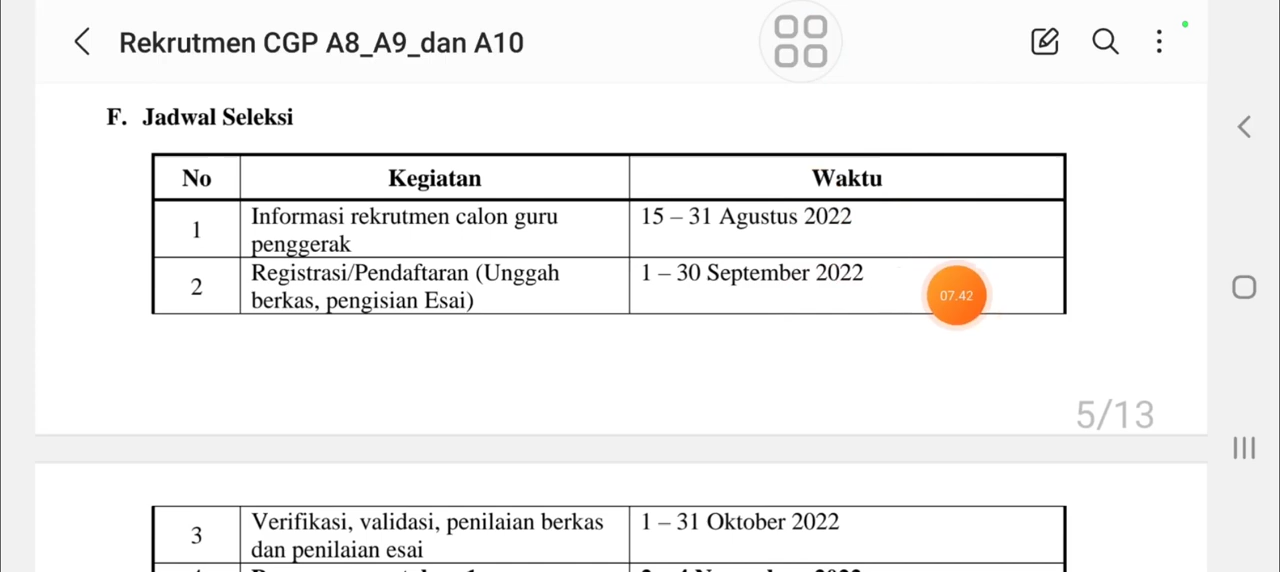 Rekrutmen CGP A8_A9_dan A10
F. Jadwal Seleksi
No Kegiatan Waktu
1 Informasi rekrutmen calon guru penggerak 15 – 31 Agustus 2022
2 Registrasi/Pendaftaran (Unggah berkas, pengisian Esai) 1 – 30 September 2022
07.42
5/13
3 Verifikasi, validasi, penilaian berkas dan penilaian esai 1 – 31 Oktober 2022